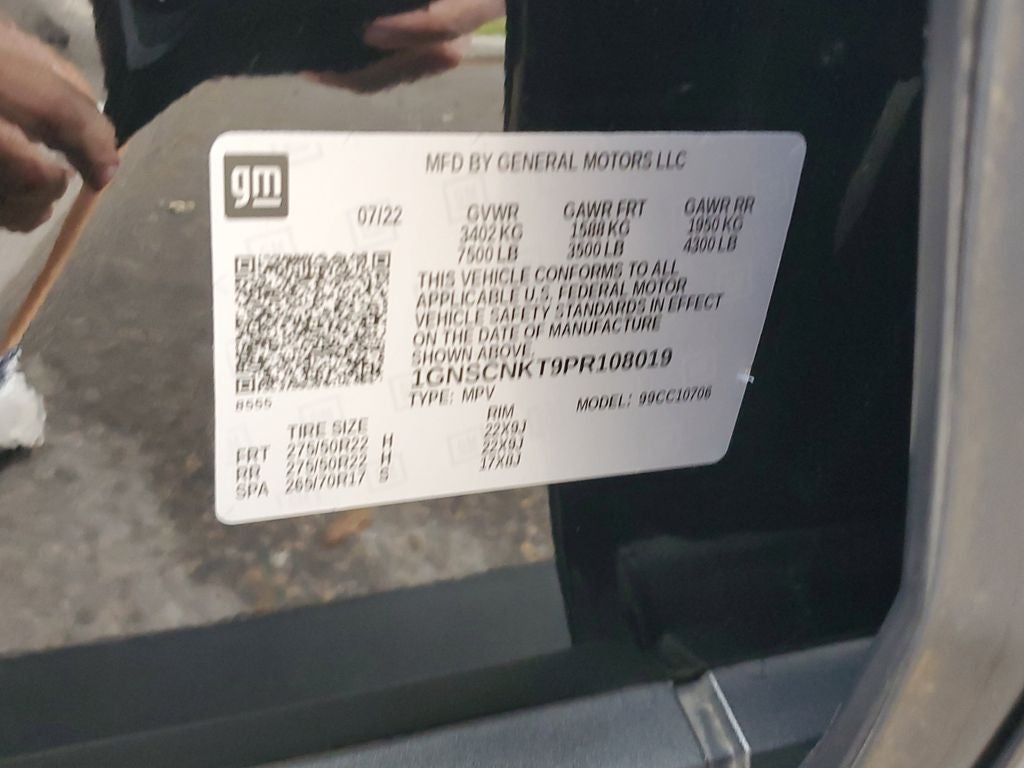 gm
MFD BY GENERAL MOTORS LLC
07/22 GVWR GAWR FRT GAWR RR
3402 KG 1588 KG 1950 KG
7500 LB 3500 LB 4300 LB
THIS VEHICLE CONFORMS TO ALL
APPLICABLE U.S. FEDERAL MOTOR
VEHICLE SAFETY STANDARDS IN EFFECT
ON THE DATE OF MANUFACTURE
SHOWN ABOVE.
1GNSCNKT9PR108019
8555
TYPE: MPV MODEL: 99CC10706
TIRE SIZE RIM
FRT 275/50R22 H 22X9J
RR 275/50R22 H 22X9J
SPA 265/70R17 S 17X8J